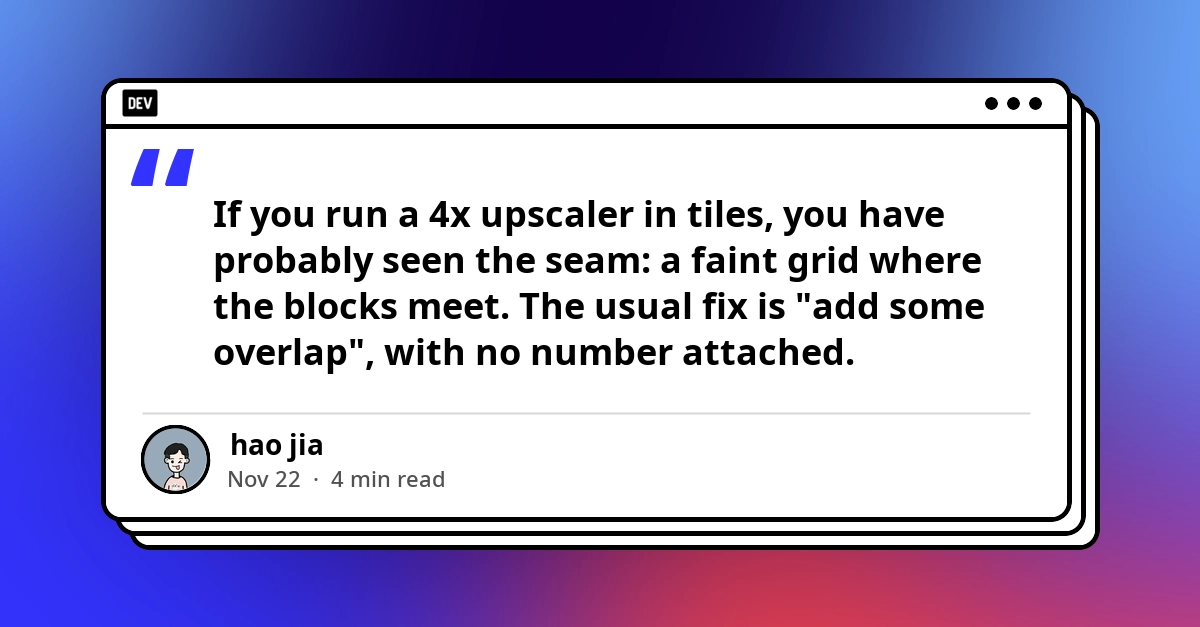 DEV
If you run a 4x upscaler in tiles, you have
probably seen the seam: a faint grid where
the blocks meet. The usual fix is "add some
overlap", with no number attached.
hao jia
Nov 22 · 4 min read